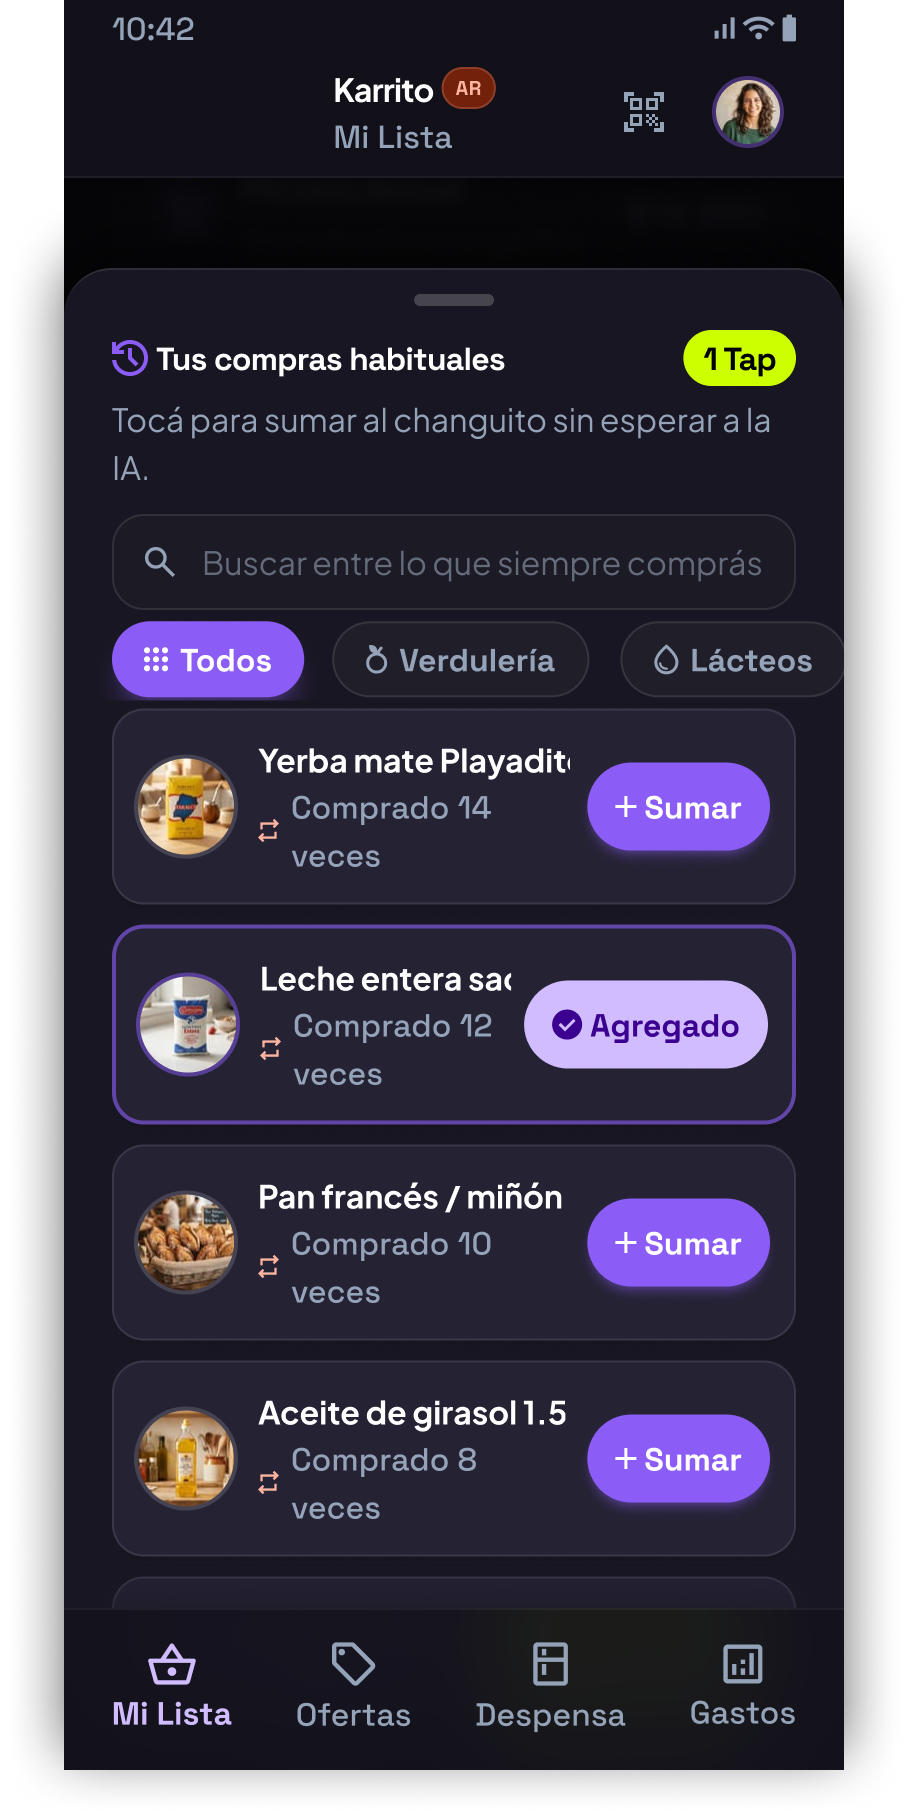 10:42
Karrito AR
Mi Lista
Tus compras habituales
1 Tap
Tocá para sumar al changuito sin esperar a la
IA.
Buscar entre lo que siempre comprás
Todos
Verdulería
Lácteos
Yerba mate Playadit
Comprado 14
veces
+ Sumar
Leche entera sac
Comprado 12
veces
Agregado
Pan francés / miñón
Comprado 10
veces
+ Sumar
Aceite de girasol 1.5
Comprado 8
veces
+ Sumar
Mi Lista
Ofertas
Despensa
Gastos